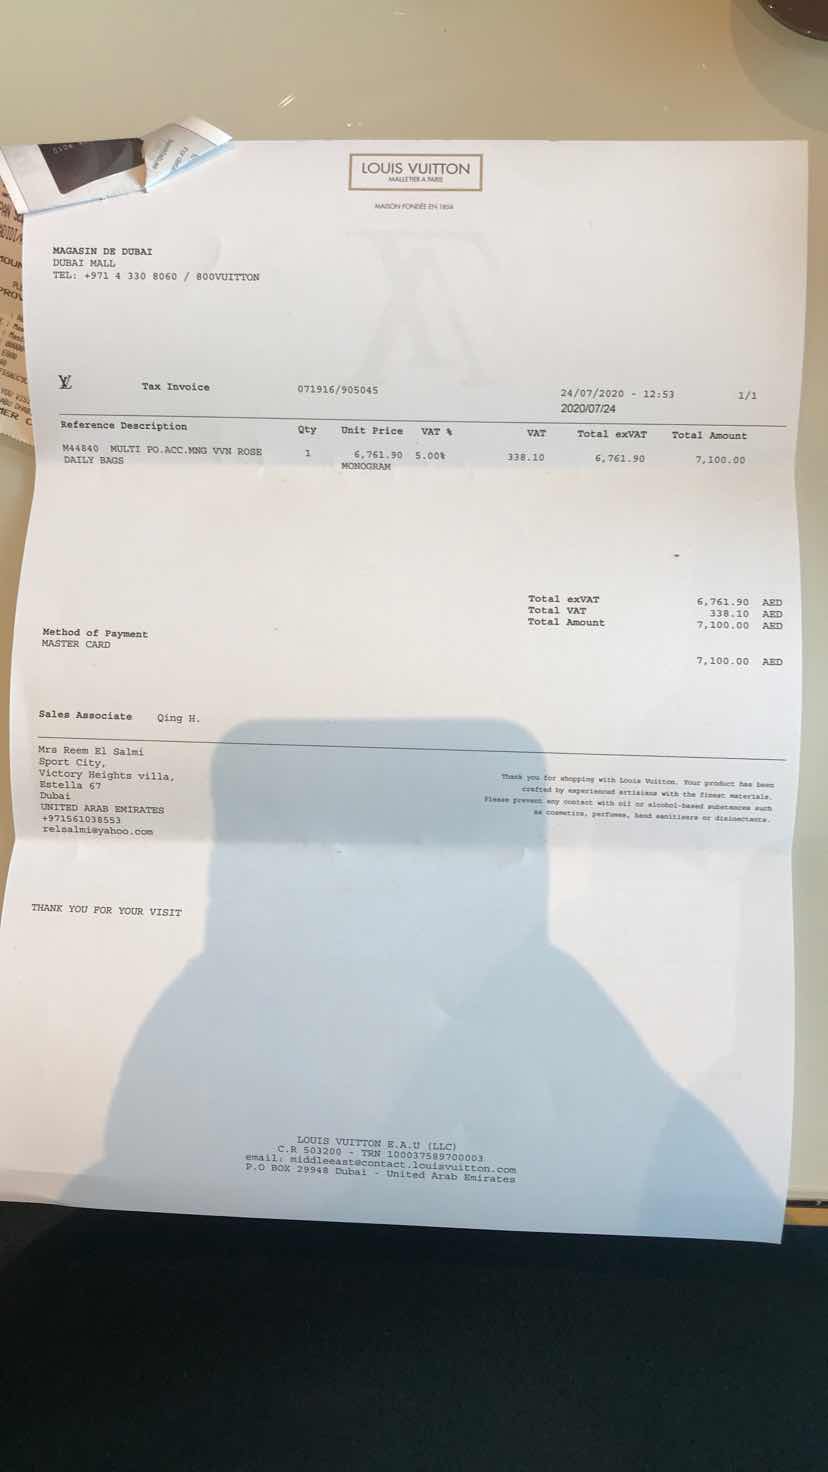 LOUIS VUITTON
MALLETIER A PARIS
MAISON FONDÉE EN 1854
MAGASIN DE DUBAI
DUBAI MALL
TEL: +971 4 330 8060 / 800VUITTON
LV Tax Invoice 071916/905045 24/07/2020 - 12:53 1/1
2020/07/24
Reference Description Qty Unit Price VAT % VAT Total exVAT Total Amount
M44840 MULTI PO.ACC.MNG VVN ROSE 1 6,761.90 5.00% 338.10 6,761.90 7,100.00
DAILY BAGS MONOGRAM
Total exVAT 6,761.90 AED
Total VAT 338.10 AED
Total Amount 7,100.00 AED
Method of Payment
MASTER CARD
7,100.00 AED
Sales Associate Qing H.
Mrs Reem El Salmi
Sport City,
Victory Heights villa,
Estella 67
Dubai
UNITED ARAB EMIRATES
+971561038553
relsalmi@yahoo.com
Thank you for shopping with Louis Vuitton. Your product has been
crafted by experienced artisians with the finest materials.
Please prevent any contact with oil or alcohol-based substances such
as cosmetics, perfumes, hand sanitizers or disinectants.
THANK YOU FOR YOUR VISIT
LOUIS VUITTON E.A.U (LLC)
C.R 503200 - TRN 100037589700003
email: middleeast@contact.louisvuitton.com
P.O BOX 29948 Dubai - United Arab Emirates